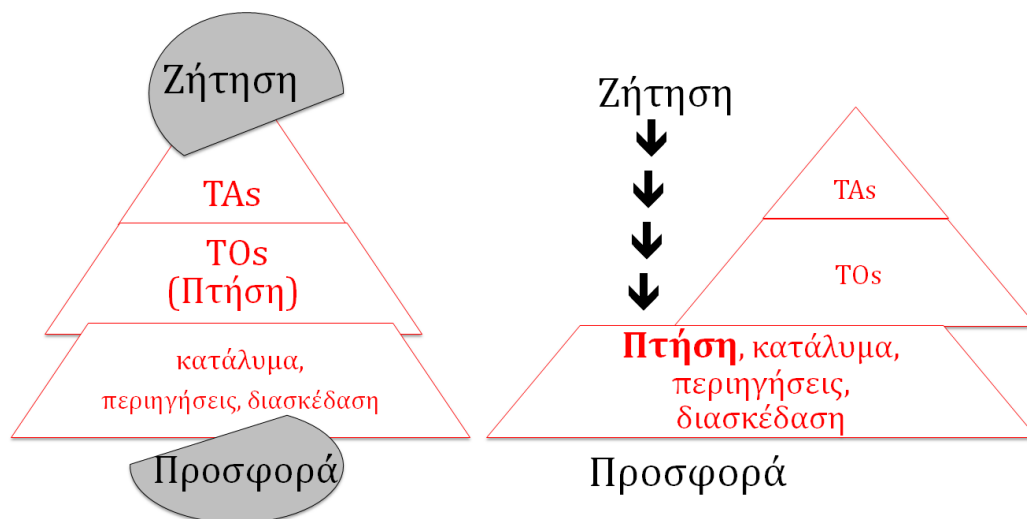 Ζήτηση
TAs
TOs
(Πτήση)
κατάλυμα,
περιηγήσεις, διασκέδαση
Προσφορά
Ζήτηση
TAs
TOs
Πτήση, κατάλυμα,
περιηγήσεις,
διασκέδαση
Προσφορά